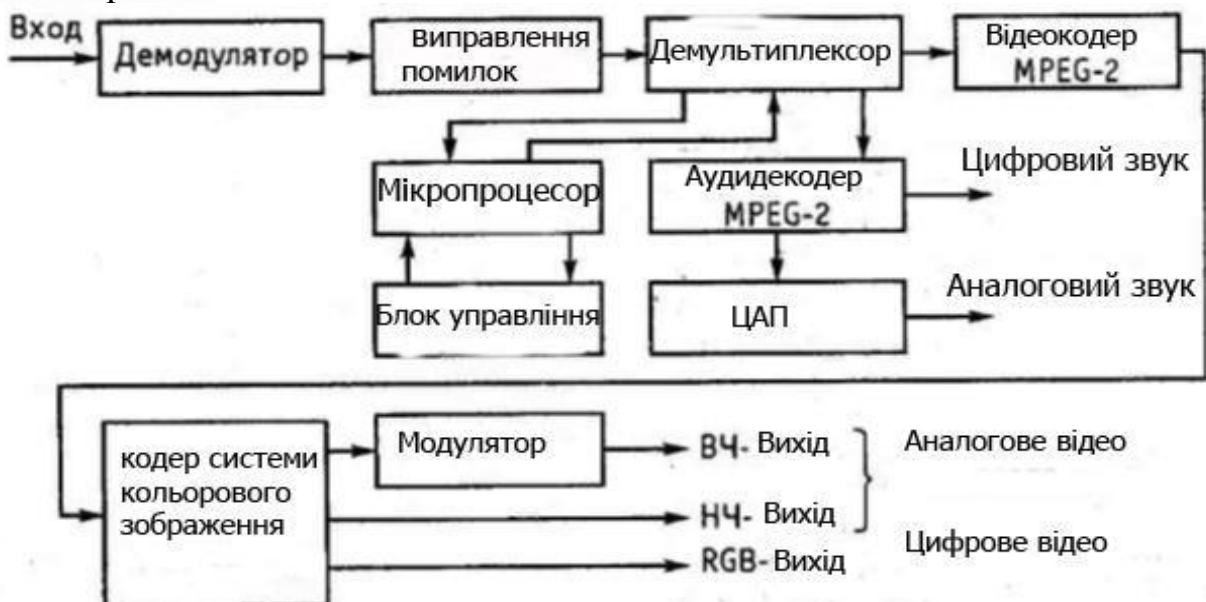 Вход
Демодулятор
виправлення
помилок
Демультиплексор
Відеокодер
MPEG-2
Мікропроцесор
Аудидекодер
MPEG-2
Цифровий звук
Блок управління
ЦАП
Аналоговий звук
кодер системи
кольорового
зображення
Модулятор
ВЧ- Вихід
Аналогове відео
НЧ- Вихід
Цифрове відео
RGB- Вихід